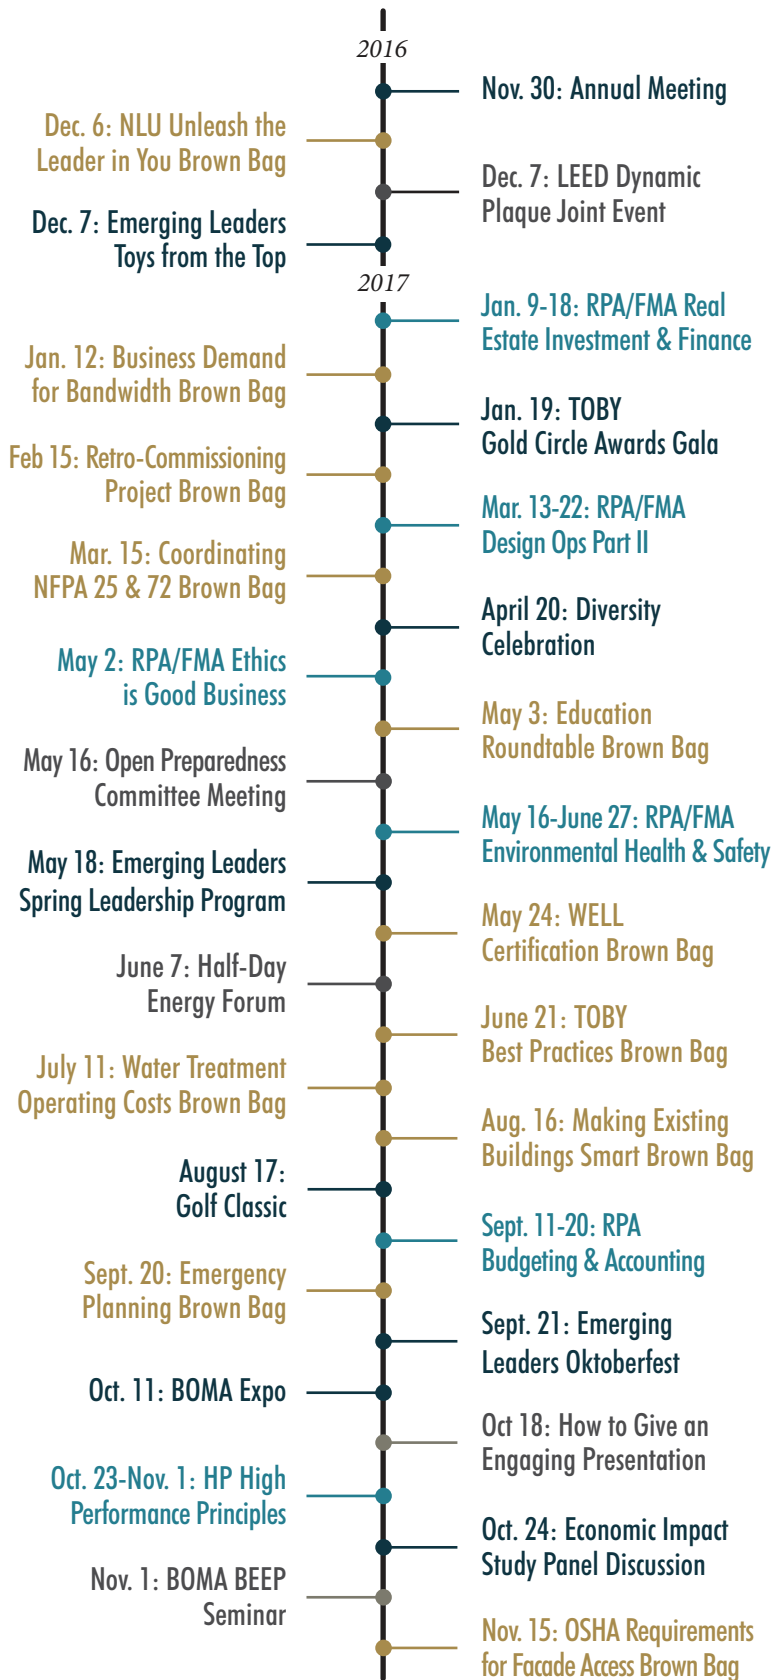 2016
Nov. 30: Annual Meeting
Dec. 6: NLU Unleash the
Leader in You Brown Bag
Dec. 7: LEED Dynamic
Plaque Joint Event
Dec. 7: Emerging Leaders
Toys from the Top
2017
Jan. 9-18: RPA/FMA Real
Estate Investment & Finance
Jan. 12: Business Demand
for Bandwidth Brown Bag
Jan. 19: TOBY
Gold Circle Awards Gala
Feb 15: Retro-Commissioning
Project Brown Bag
Mar. 13-22: RPA/FMA
Design Ops Part II
Mar. 15: Coordinating
NFPA 25 & 72 Brown Bag
April 20: Diversity
Celebration
May 2: RPA/FMA Ethics
is Good Business
May 3: Education
Roundtable Brown Bag
May 16: Open Preparedness
Committee Meeting
May 16-June 27: RPA/FMA
Environmental Health & Safety
May 18: Emerging Leaders
Spring Leadership Program
May 24: WELL
Certification Brown Bag
June 7: Half-Day
Energy Forum
June 21: TOBY
Best Practices Brown Bag
July 11: Water Treatment
Operating Costs Brown Bag
Aug. 16: Making Existing
Buildings Smart Brown Bag
August 17:
Golf Classic
Sept. 11-20: RPA
Budgeting & Accounting
Sept. 20: Emergency
Planning Brown Bag
Sept. 21: Emerging
Leaders Oktoberfest
Oct. 11: BOMA Expo
Oct 18: How to Give an
Engaging Presentation
Oct. 23-Nov. 1: HP High
Performance Principles
Oct. 24: Economic Impact
Study Panel Discussion
Nov. 1: BOMA BEEP
Seminar
Nov. 15: OSHA Requirements
for Facade Access Brown Bag